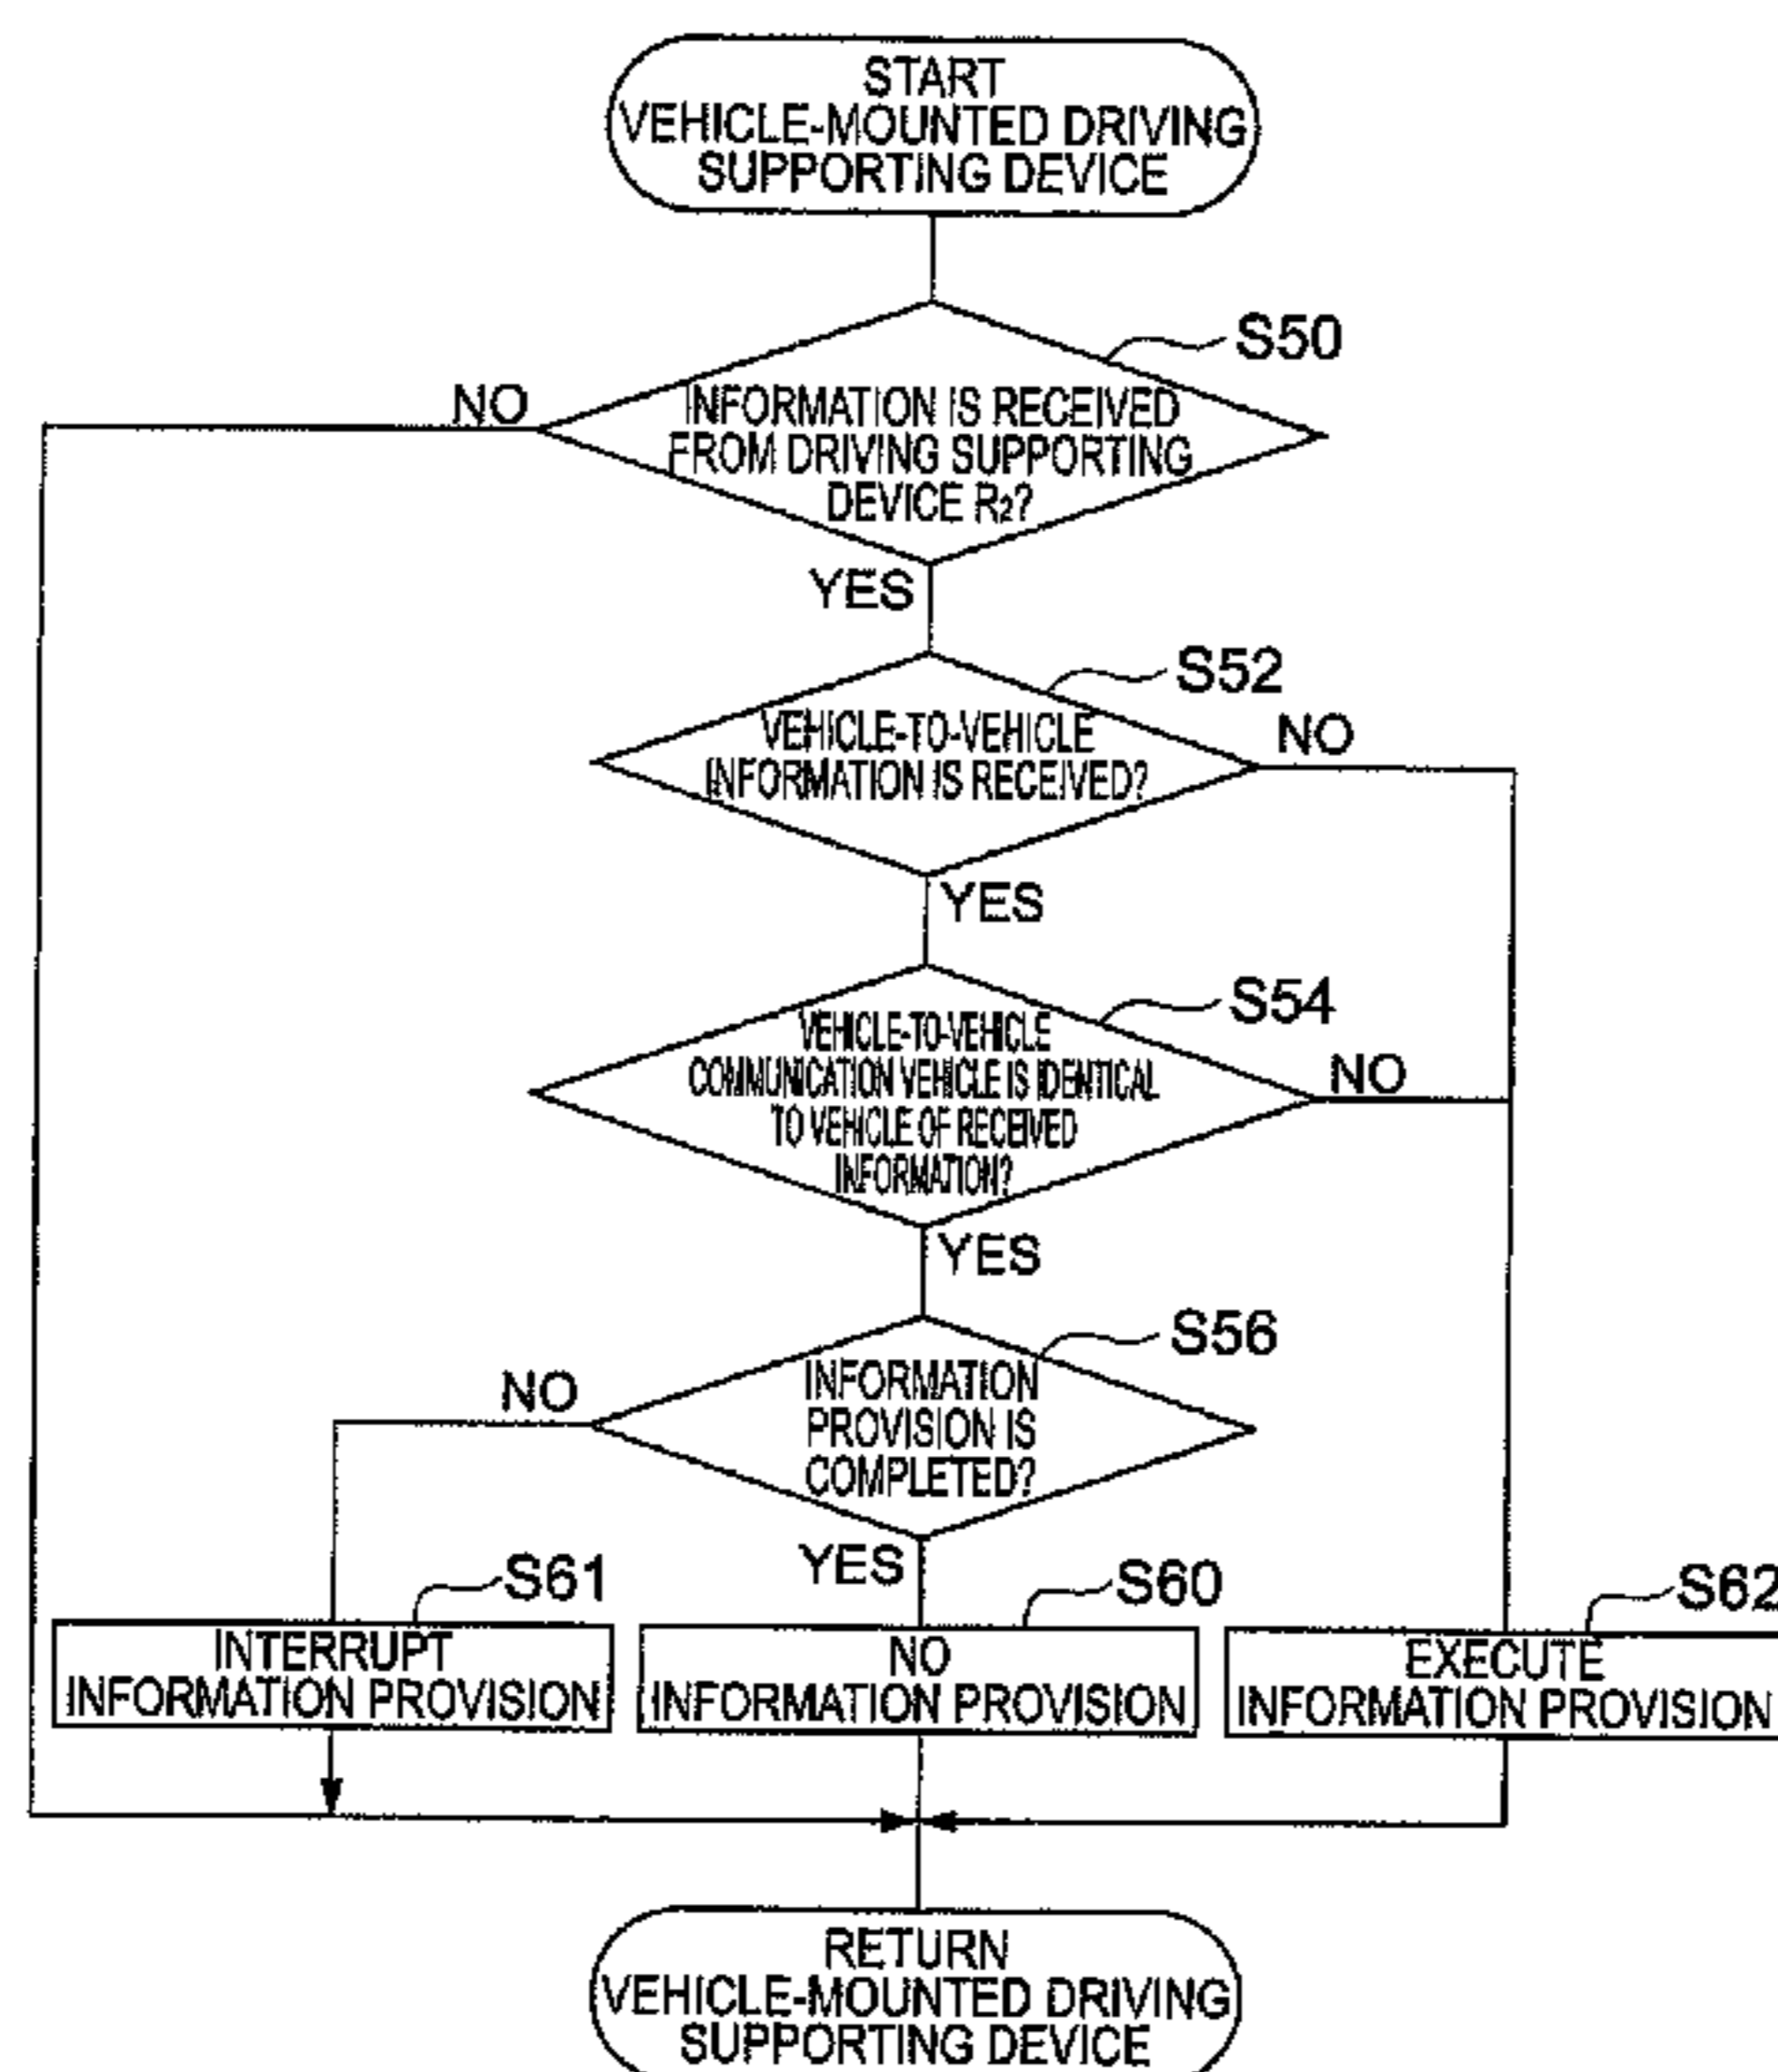 START
VEHICLE-MOUNTED DRIVING
SUPPORTING DEVICE
S50
NO
INFORMATION IS RECEIVED
FROM DRIVING SUPPORTING
DEVICE R₂?
YES
S52
VEHICLE-TO-VEHICLE
INFORMATION IS RECEIVED?
NO
YES
S54
VEHICLE-TO-VEHICLE
COMMUNICATION VEHICLE IS IDENTICAL
TO VEHICLE OF RECEIVED
INFORMATION?
NO
YES
S56
NO
INFORMATION
PROVISION IS
COMPLETED?
YES
S61
S60
S62
INTERRUPT
INFORMATION PROVISION
NO
INFORMATION PROVISION
EXECUTE
INFORMATION PROVISION
RETURN
VEHICLE-MOUNTED DRIVING
SUPPORTING DEVICE